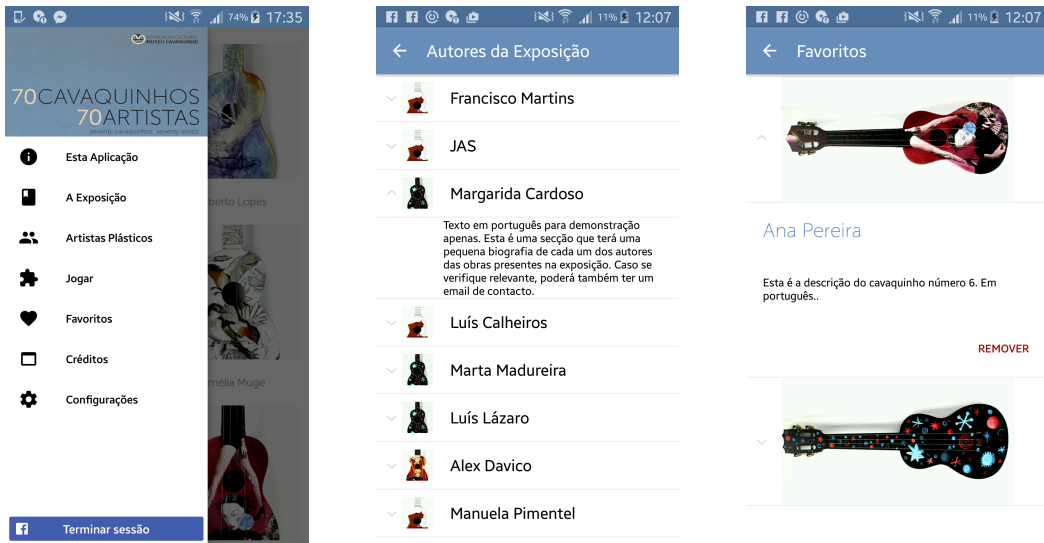 74% 17:35
ASSOCIAÇÃO CULTURAL
MUSEU CAVAQUINHO
70CAVAQUINHOS
70ARTISTAS
seventy cavaquinhos, seventy artists
Esta Aplicação
A Exposição
Artistas Plásticos
Jogar
Favoritos
Créditos
Configurações
Terminar sessão
berto Lopes
mélia Muge
11% 12:07
Autores da Exposição
Francisco Martins
JAS
Margarida Cardoso
Texto em português para demonstração
apenas. Esta é uma secção que terá uma
pequena biografia de cada um dos autores
das obras presentes na exposição. Caso se
verifique relevante, poderá também ter um
email de contacto.
Luís Calheiros
Marta Madureira
Luís Lázaro
Alex Davico
Manuela Pimentel
11% 12:07
Favoritos
Ana Pereira
Esta é a descrição do cavaquinho número 6. Em
português..
REMOVER